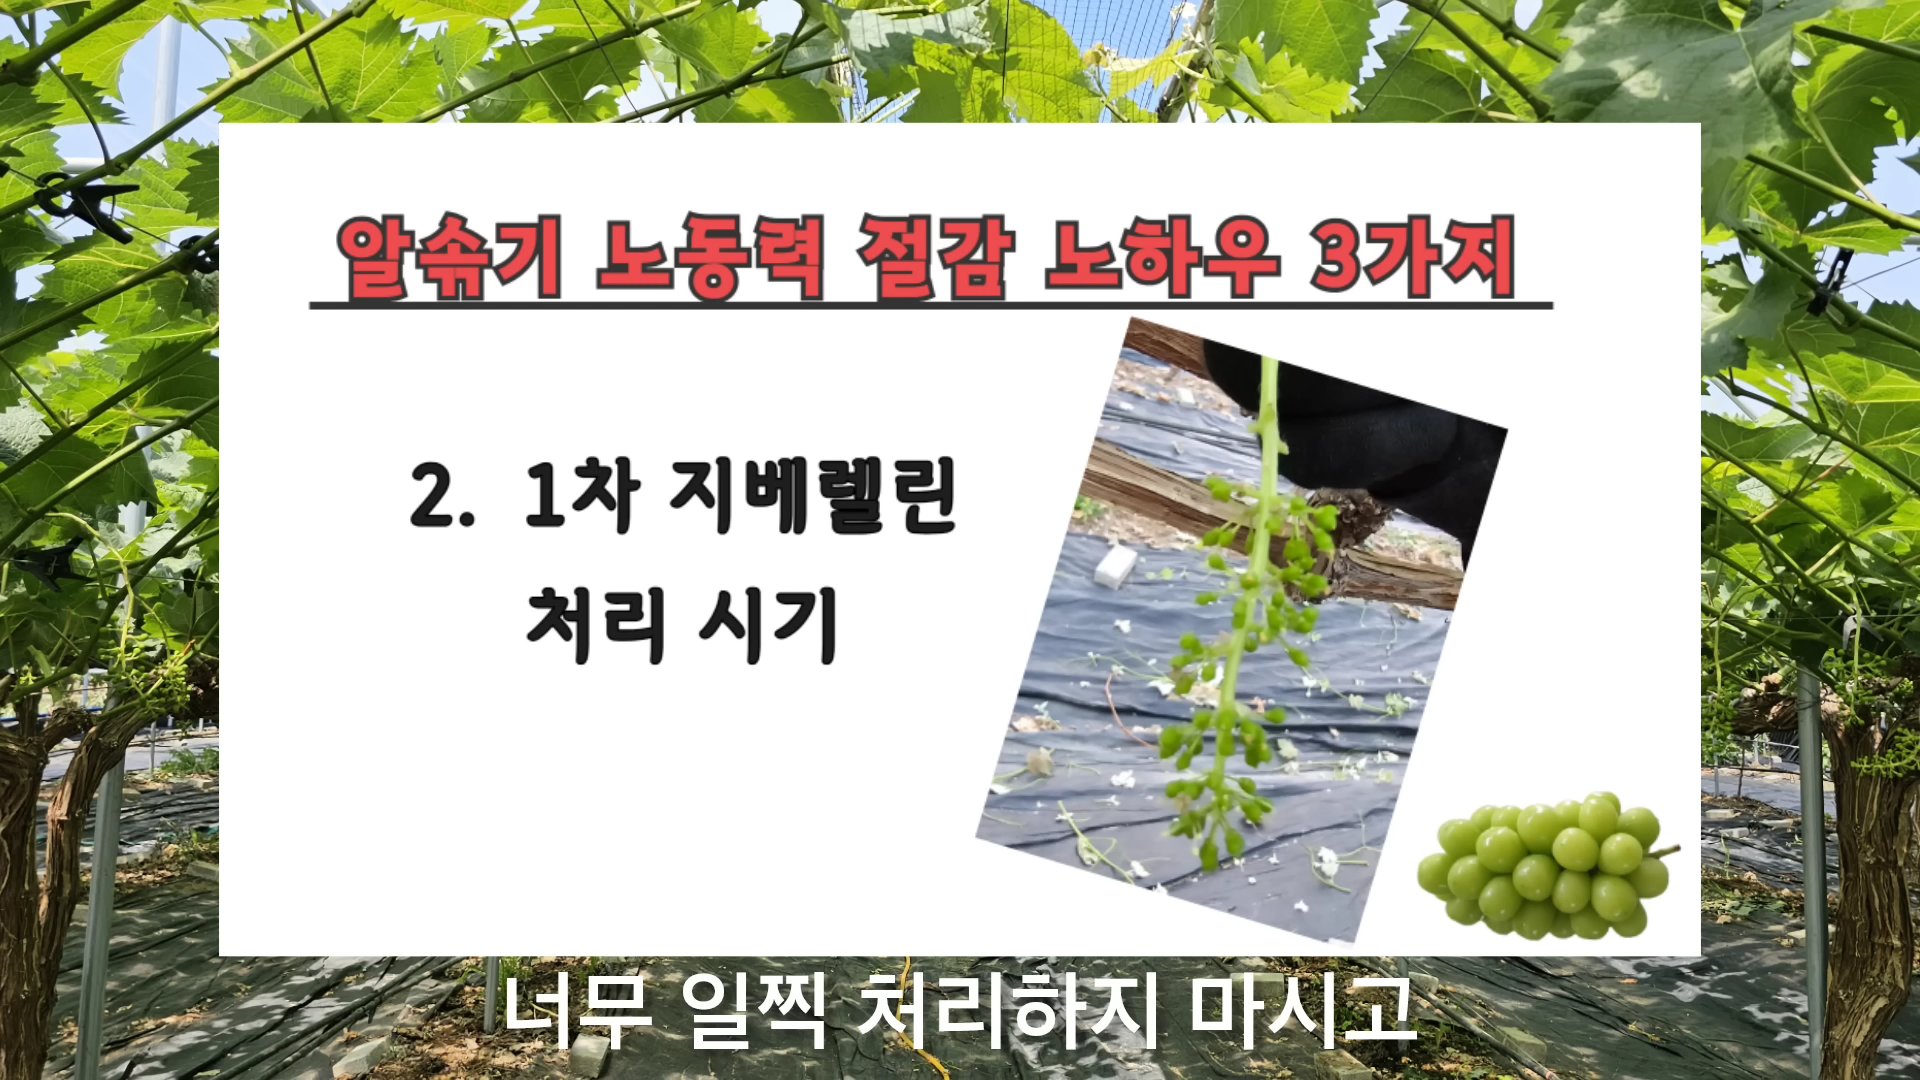 알솎기 노동력 절감 노하우 3가지
2. 1차 지베렐린
처리 시기
너무 일찍 처리하지 마시고